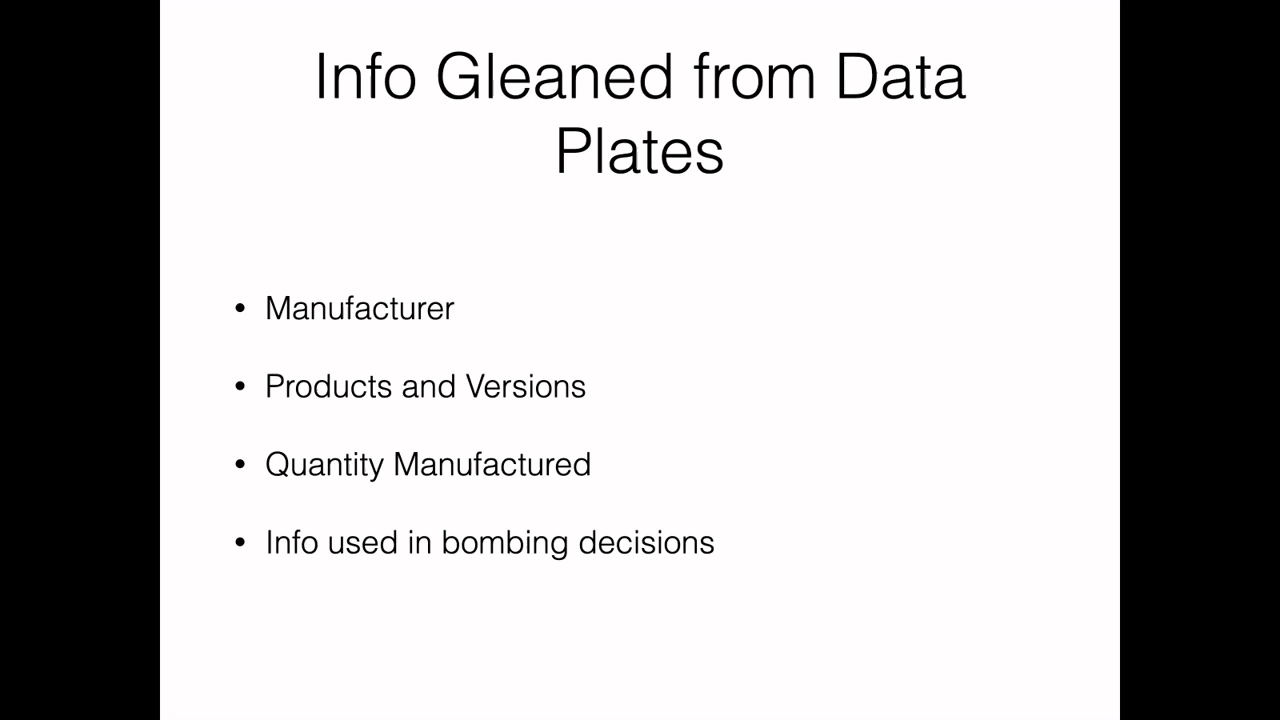 Info Gleaned from Data
Plates
• Manufacturer
• Products and Versions
• Quantity Manufactured
• Info used in bombing decisions